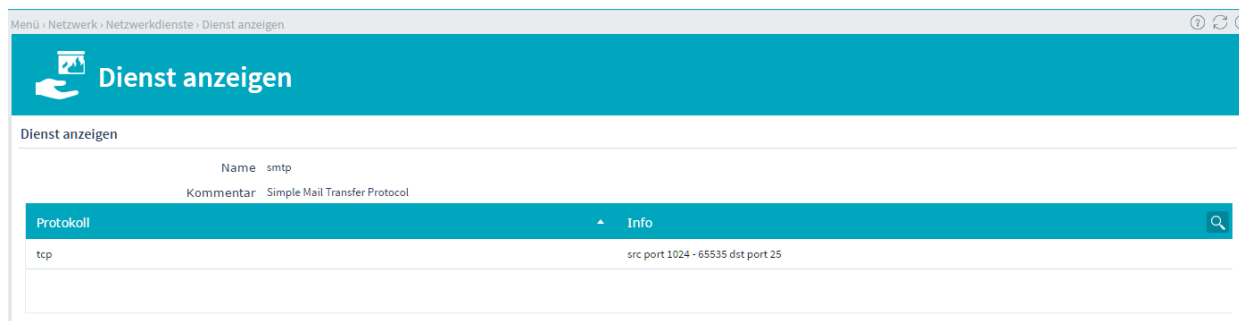 Menü › Netzwerk › Netzwerkdienste › Dienst anzeigen
Dienst anzeigen
Dienst anzeigen
Name smtp
Kommentar Simple Mail Transfer Protocol
Protokoll Info
tcp src port 1024 - 65535 dst port 25